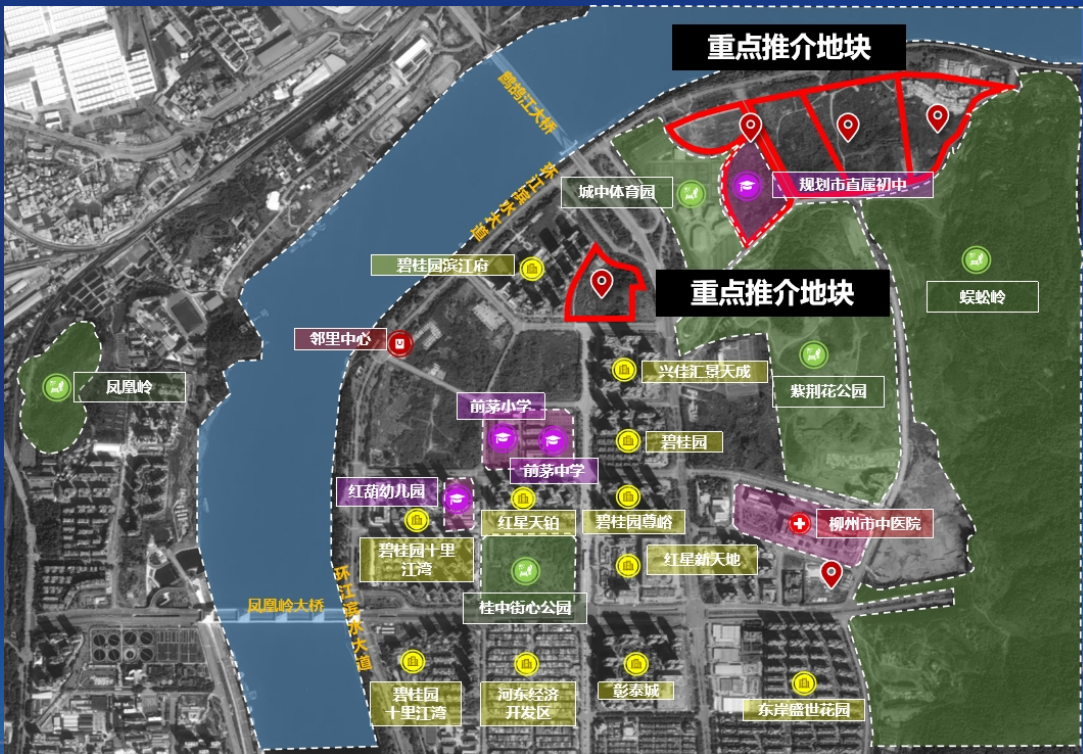 重点推介地块
鹧鸪江大桥
环江滨水大道
城中体育园
规划市直属初中
碧桂园滨江府
重点推介地块
蜈蚣岭
邻里中心
兴佳汇景天成
凤凰岭
紫荆花公园
前茅小学
碧桂园
前茅中学
红葫幼儿园
红星天铂
碧桂园尊峪
柳州市中医院
碧桂园十里
江湾
红星新天地
环江滨水大道
凤凰岭大桥
桂中街心公园
碧桂园
十里江湾
河东经济
开发区
彰泰城
东岸盛世花园